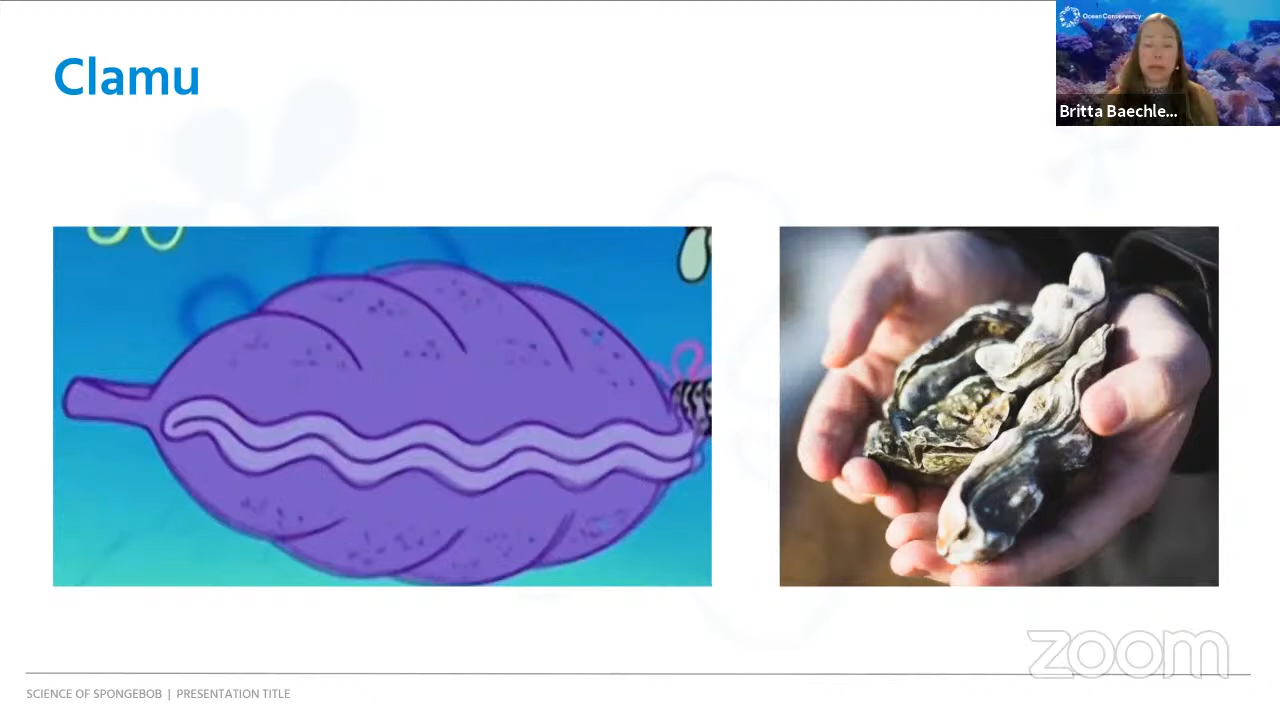 Clamu
Ocean Conservancy
Britta Baechle...
zoom
SCIENCE OF SPONGEBOB | PRESENTATION TITLE